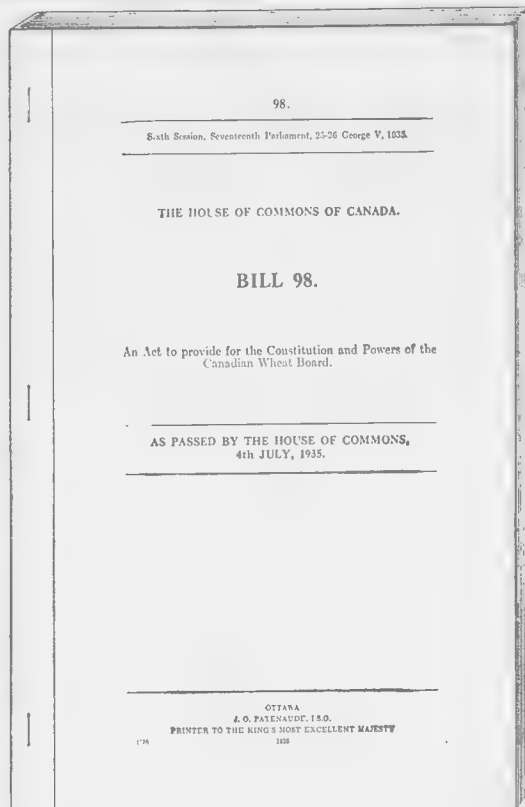 98.
Sixth Session, Seventeenth Parliament, 25-26 George V, 1935.
THE HOUSE OF COMMONS OF CANADA.
BILL 98.
An Act to provide for the Constitution and Powers of the
Canadian Wheat Board.
AS PASSED BY THE HOUSE OF COMMONS,
4th JULY, 1935.
OTTAWA
J. O. PATENAUDE, I.S.O.
PRINTER TO THE KING'S MOST EXCELLENT MAJESTY